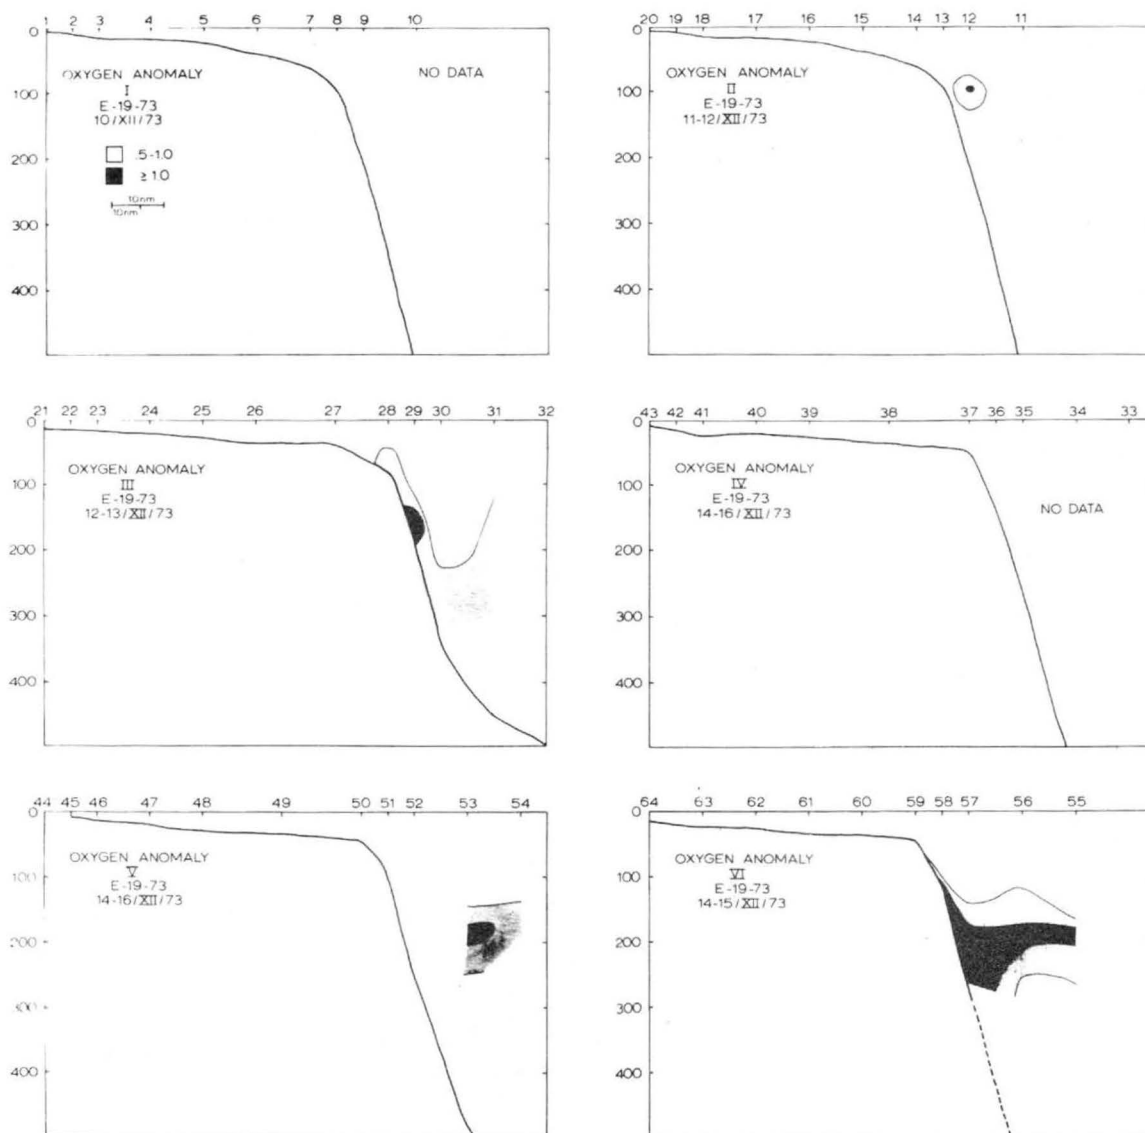 1 2 3 4 5 6 7 8 9 10
0
100
200
300
400
OXYGEN ANOMALY
I
E-19-73
10/XII/73
.5-1.0
≥ 1.0
10nm
10nm
NO DATA
20 19 18 17 16 15 14 13 12 11
0
100
200
300
400
OXYGEN ANOMALY
II
E-19-73
11-12/XII/73
21 22 23 24 25 26 27 28 29 30 31 32
0
100
200
300
400
OXYGEN ANOMALY
III
E-19-73
12-13/XII/73
43 42 41 40 39 38 37 36 35 34 33
0
100
200
300
400
OXYGEN ANOMALY
IV
E-19-73
14-16/XII/73
NO DATA
44 45 46 47 48 49 50 51 52 53 54
0
100
200
300
400
OXYGEN ANOMALY
V
E-19-73
14-16/XII/73
64 63 62 61 60 59 58 57 56 55
0
100
200
300
400
OXYGEN ANOMALY
VI
E-19-73
14-15/XII/73